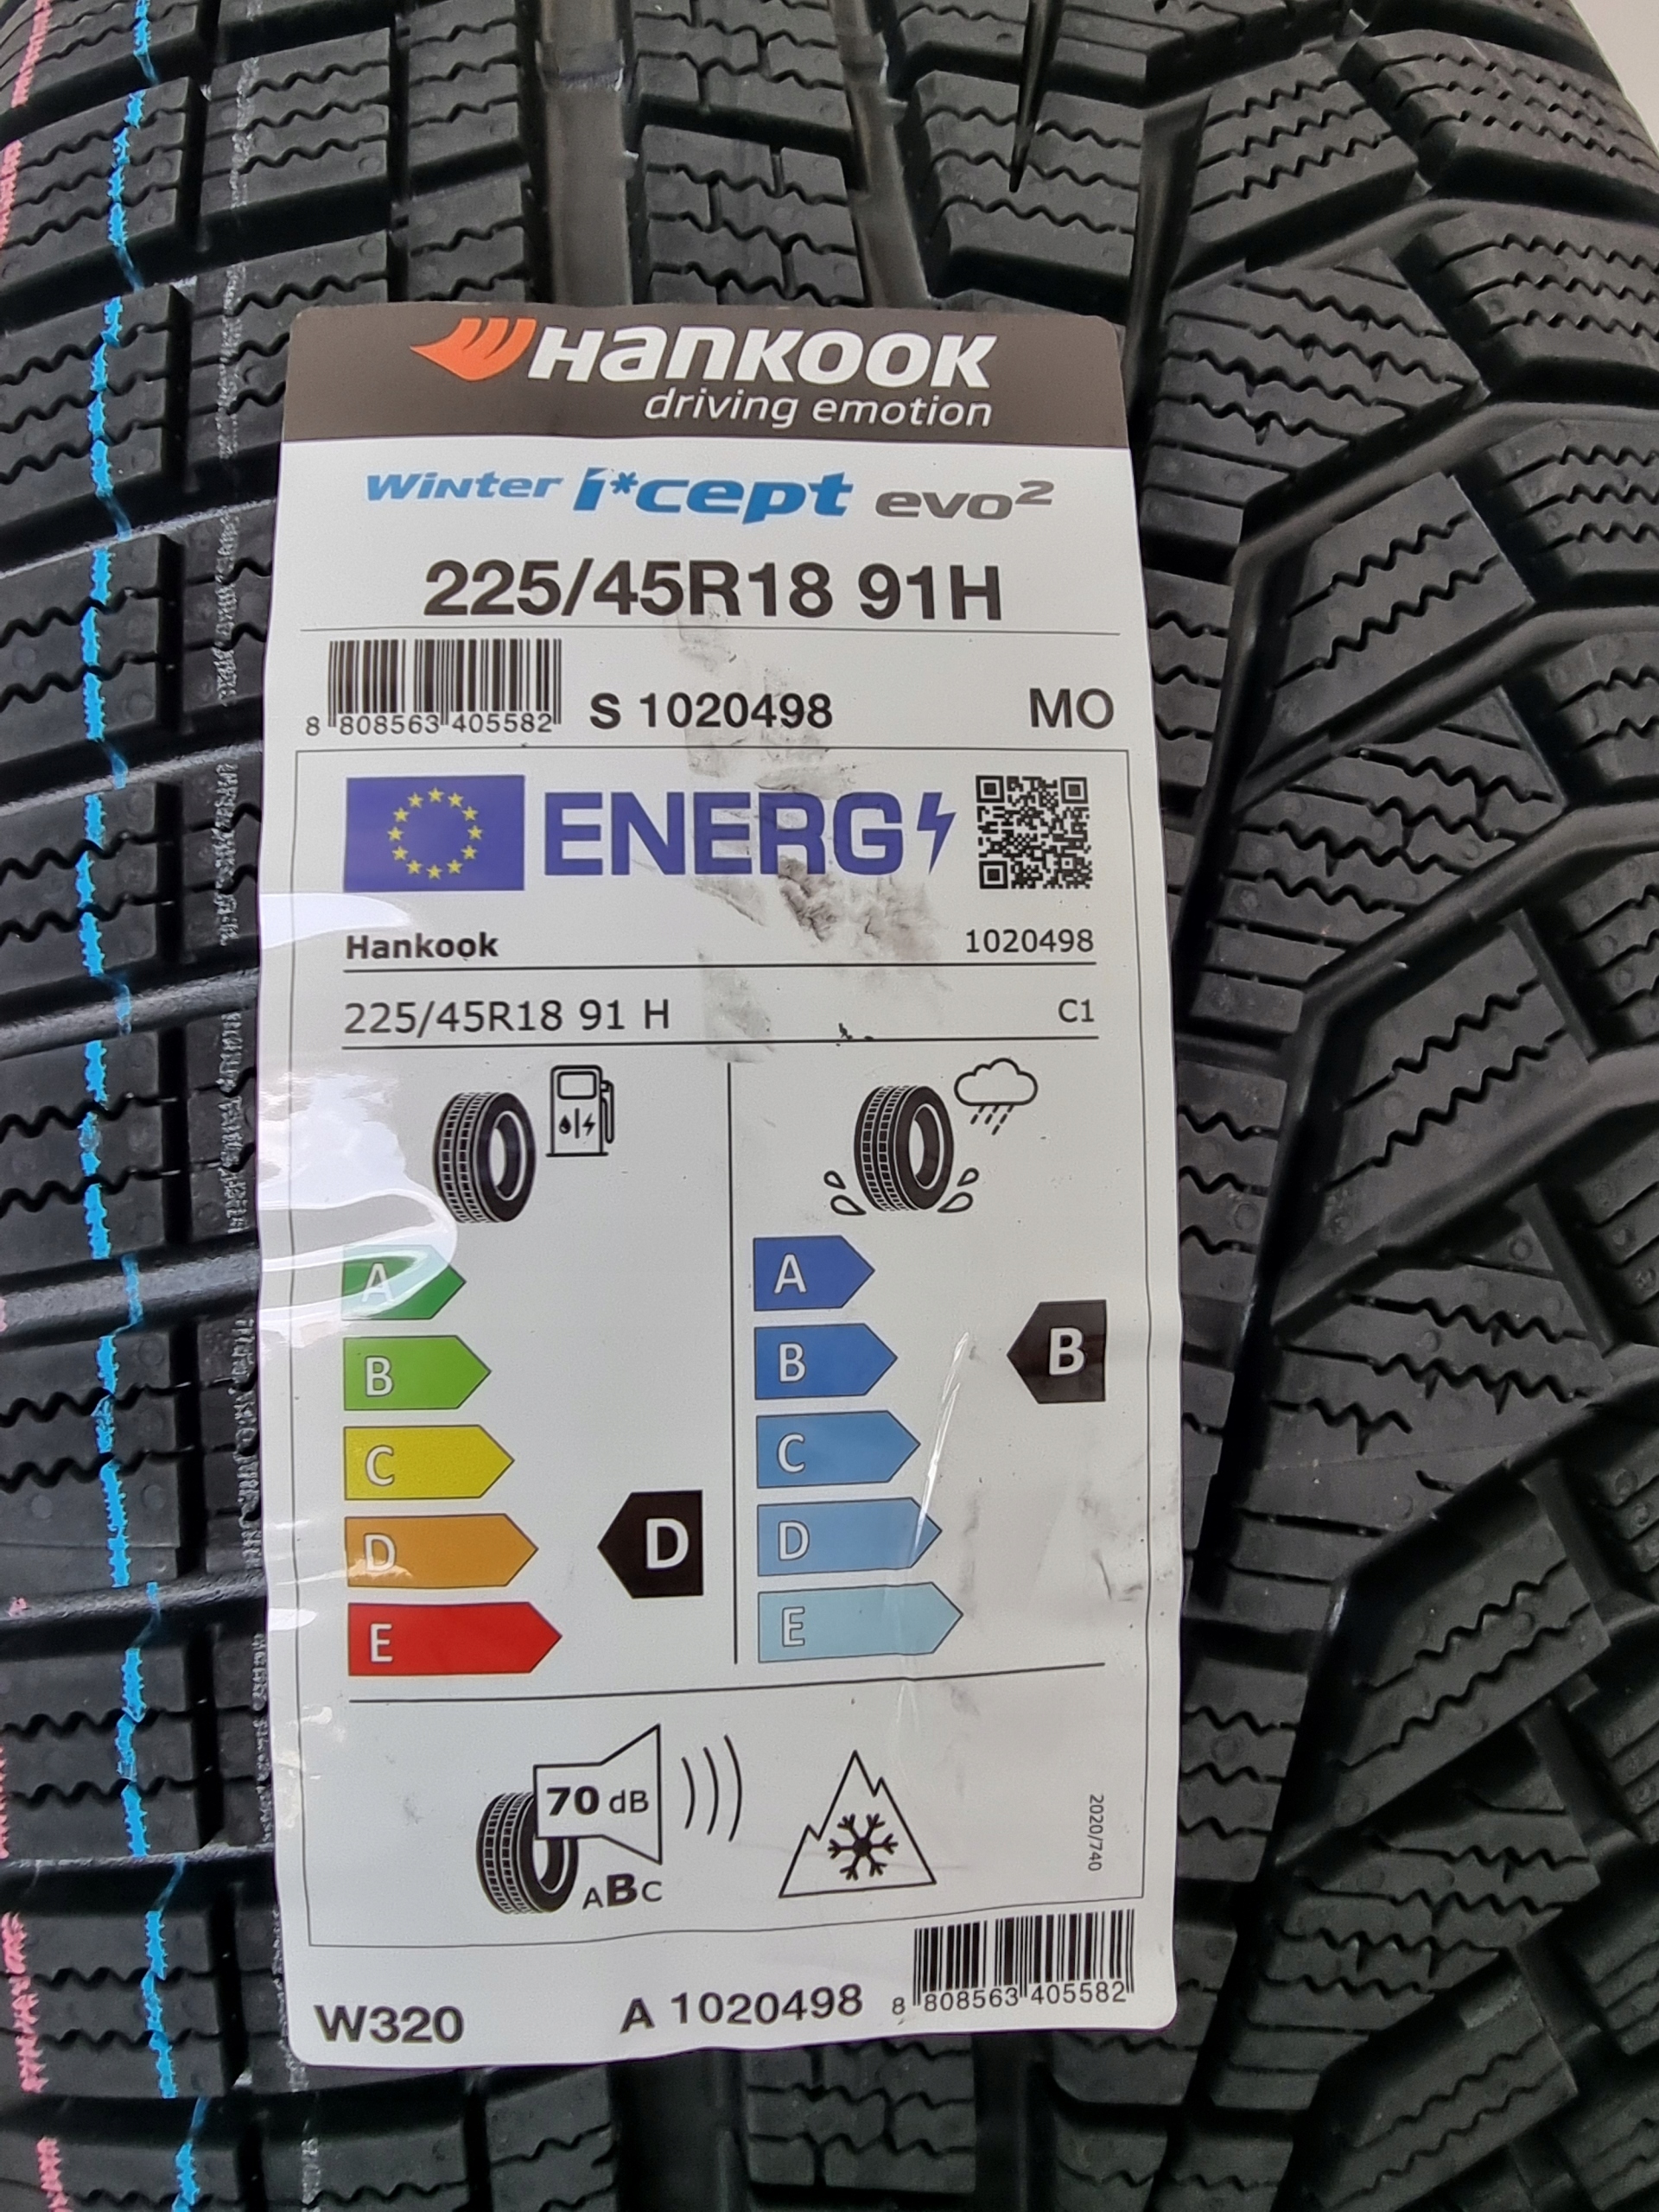 Hankook
driving emotion
Winter i*cept evo2
225/45R18 91H
8 808563 405582 S 1020498 MO
ENERG
Hankook 1020498
225/45R18 91 H C1
A A
B B B
C C
D D D
E E
70 dB
ABC
2020/740
W320 A 1020498 8 808563 405582